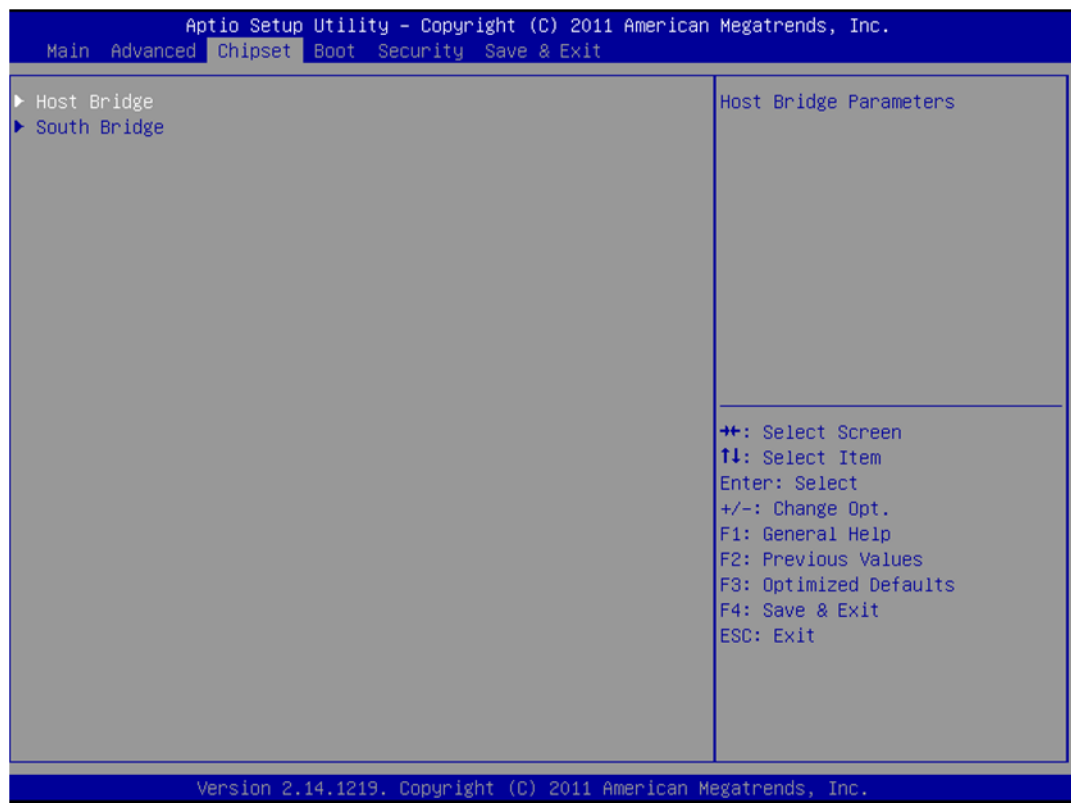 Aptio Setup Utility – Copyright (C) 2011 American Megatrends, Inc.
Main Advanced Chipset Boot Security Save & Exit
► Host Bridge
► South Bridge
Host Bridge Parameters
→←: Select Screen
↑↓: Select Item
Enter: Select
+/-: Change Opt.
F1: General Help
F2: Previous Values
F3: Optimized Defaults
F4: Save & Exit
ESC: Exit
Version 2.14.1219. Copyright (C) 2011 American Megatrends, Inc.